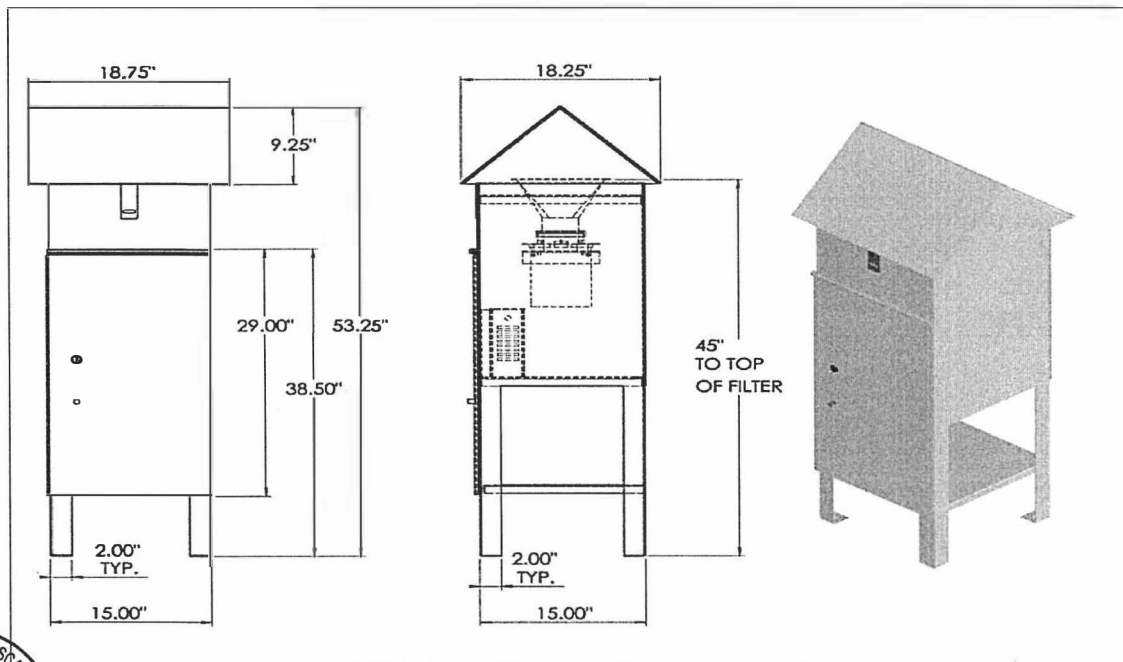 18.75"
9.25"
29.00"
53.25"
38.50"
2.00"
TYP.
15.00"
18.25"
45"
TO TOP
OF FILTER
2.00"
TYP.
15.00"